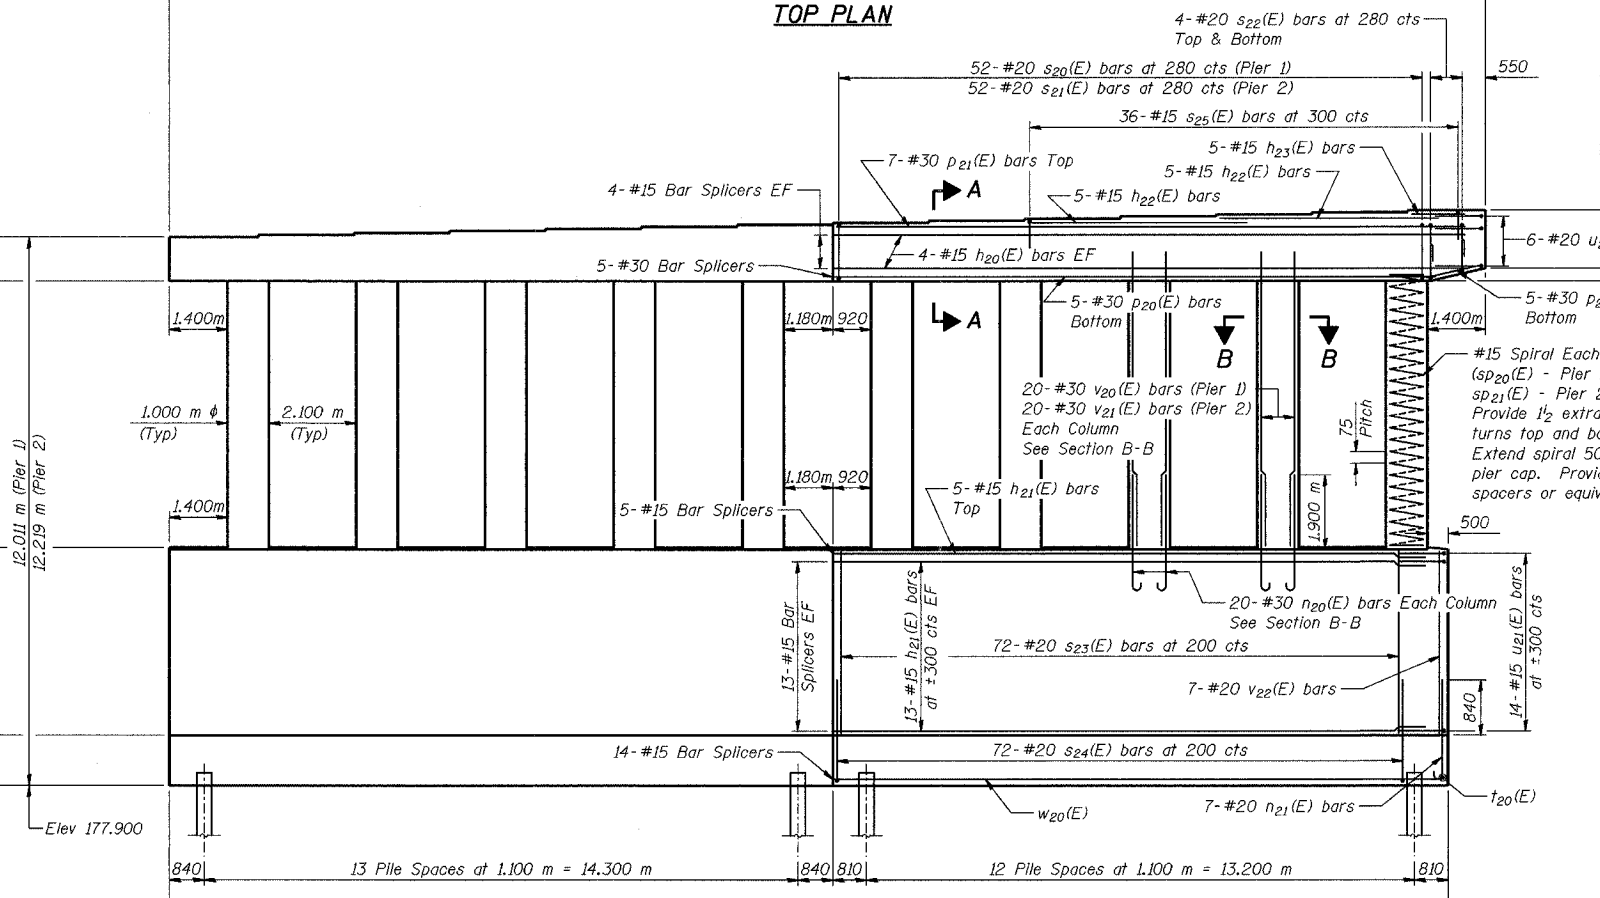 TOP PLAN
4-#20 s22(E) bars at 280 cts
Top & Bottom
52-#20 s20(E) bars at 280 cts (Pier 1)
52-#20 s21(E) bars at 280 cts (Pier 2)
550
36-#15 s25(E) bars at 300 cts
5-#15 h23(E) bars
7-#30 p21(E) bars Top
5-#15 h22(E) bars
4-#15 Bar Splicers EF
A
5-#15 h22(E) bars
6-#20
4-#15 h20(E) bars EF
5-#30 Bar Splicers
5-#30 p20(E) bars
Bottom
5-#30
Bottom
1.400m
1.180m 920
A
1.400m
B
B
#15 Spiral Each
(sp20(E) - Pier
sp21(E) - Pier 2
Provide 1½ extra
turns top and
Extend spiral
pier cap.
spacers or
20-#30 v20(E) bars (Pier 1)
20-#30 v21(E) bars (Pier 2)
Each Column
See Section B-B
75
Pitch
1.000 m ϕ
(Typ)
2.100 m
(Typ)
12.011 m (Pier 1)
12.219 m (Pier 2)
1.180m 920
5-#15 h21(E) bars
Top
1.400m
5-#15 Bar Splicers
1.900 m
500
13-#15 Bar
Splicers EF
13-#15 h21(E) bars
at ±300 cts EF
20-#30 n20(E) bars Each Column
See Section B-B
72-#20 s23(E) bars at 200 cts
7-#20 v22(E) bars
840
14-#15 u21(E) bars
at ±300 cts
14-#15 Bar Splicers
72-#20 s24(E) bars at 200 cts
w20(E)
7-#20 n21(E) bars
t20(E)
Elev 177.900
840
13 Pile Spaces at 1.100 m = 14.300 m
840
810
12 Pile Spaces at 1.100 m = 13.200 m
810